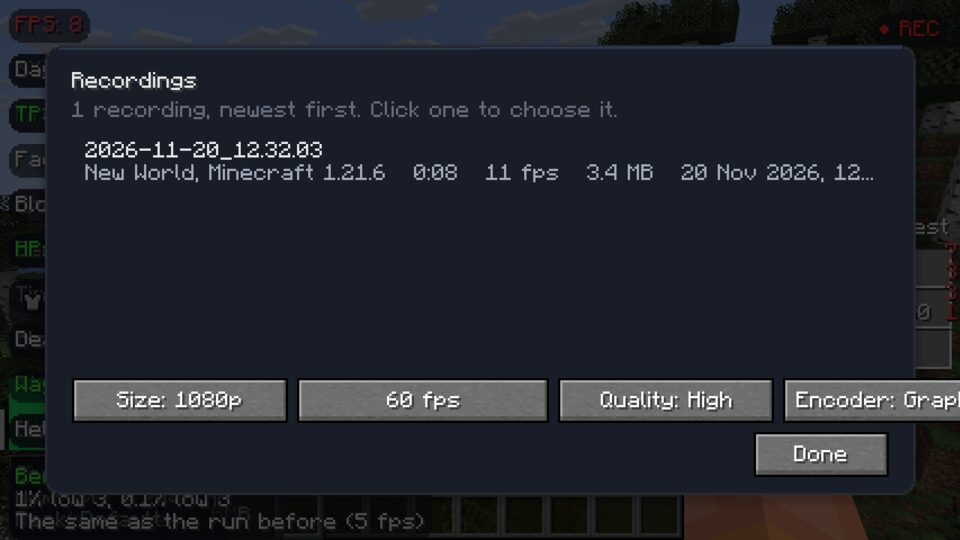 FPS: 8
REC
Recordings
1 recording, newest first. Click one to choose it.
2026-11-20_12.32.03
New World, Minecraft 1.21.6 0:08 11 fps 3.4 MB 20 Nov 2026, 12...
Size: 1080p
60 fps
Quality: High
Encoder: Grap
Done
1% low 3, 0.1% low 3
The same as the run before (5 fps)